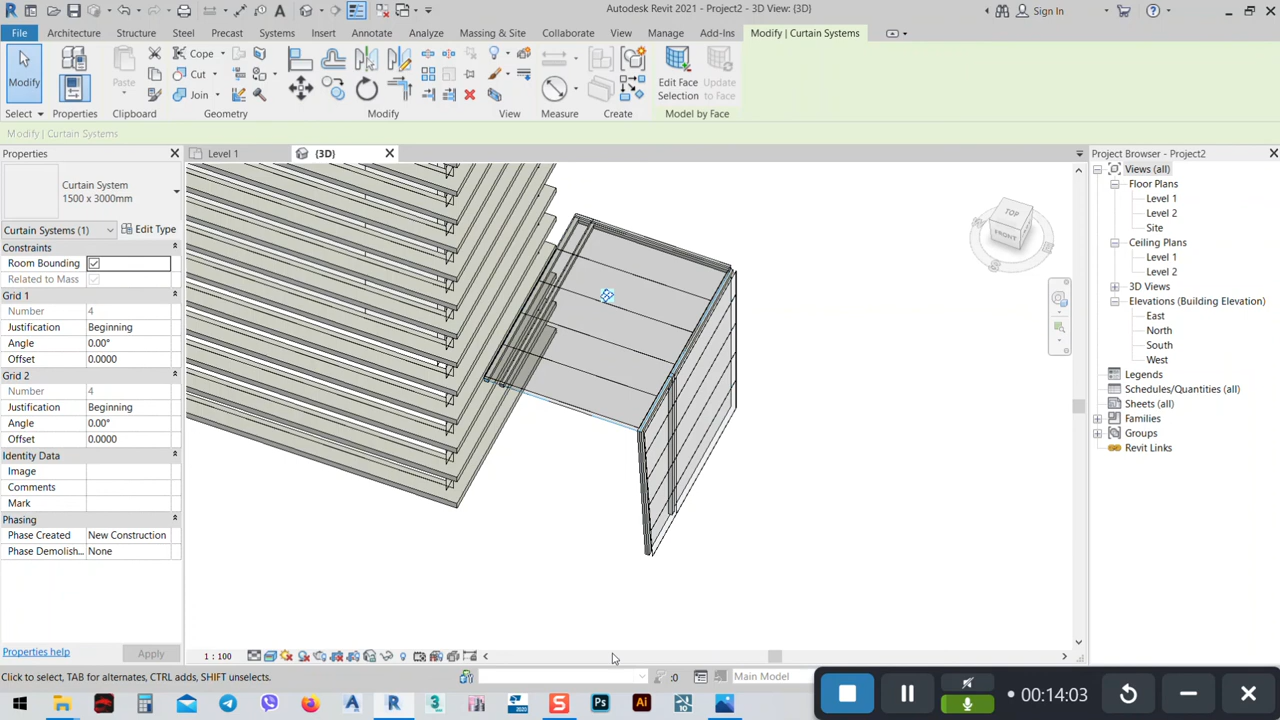 Autodesk Revit 2021 - Project2 - 3D View: {3D}
Sign In
File
Architecture
Structure
Steel
Precast
Systems
Insert
Annotate
Analyze
Massing & Site
Collaborate
View
Manage
Add-Ins
Modify | Curtain Systems
Modify
Paste
Cope
Cut
Join
Edit Face
Selection
Update
to Face
Select
Properties
Clipboard
Geometry
Modify
View
Measure
Create
Model by Face
Modify | Curtain Systems
Properties
Level 1
{3D}
Project Browser - Project2
Curtain System
1500 x 3000mm
Curtain Systems (1)
Edit Type
Constraints
Room Bounding
Related to Mass
Grid 1
Number 4
Justification Beginning
Angle 0.00°
Offset 0.0000
Grid 2
Number 4
Justification Beginning
Angle 0.00°
Offset 0.0000
Identity Data
Image
Comments
Mark
Phasing
Phase Created New Construction
Phase Demolish... None
Properties help
Apply
TOP
FRONT
Views (all)
Floor Plans
Level 1
Level 2
Site
Ceiling Plans
Level 1
Level 2
3D Views
Elevations (Building Elevation)
East
North
South
West
Legends
Schedules/Quantities (all)
Sheets (all)
Families
Groups
Revit Links
1 : 100
Click to select, TAB for alternates, CTRL adds, SHIFT unselects.
:0
Main Model
00:14:03